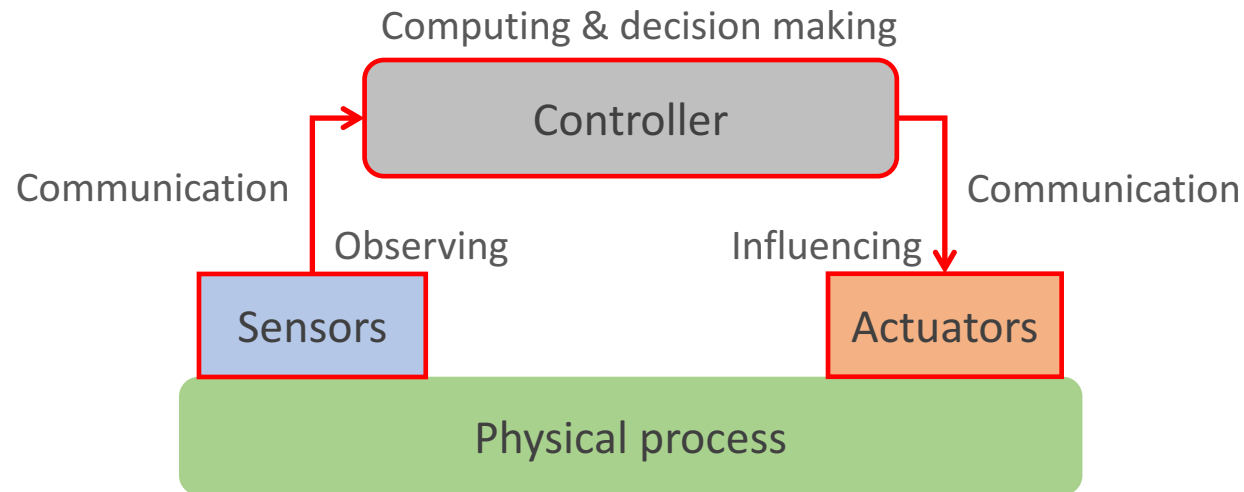 Computing & decision making
Controller
Communication
Communication
Observing
Influencing
Sensors
Actuators
Physical process